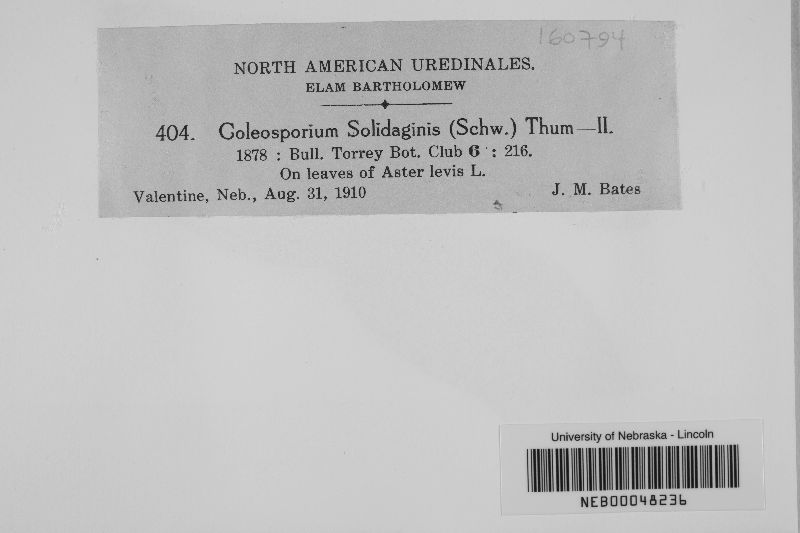 160794
NORTH AMERICAN UREDINALES.
ELAM BARTHOLOMEW
404. Coleosporium Solidaginis (Schw.) Thum—II.
1878 : Bull. Torrey Bot. Club 6 : 216.
On leaves of Aster levis L.
Valentine, Neb., Aug. 31, 1910 J. M. Bates
University of Nebraska - Lincoln
NEB00048236